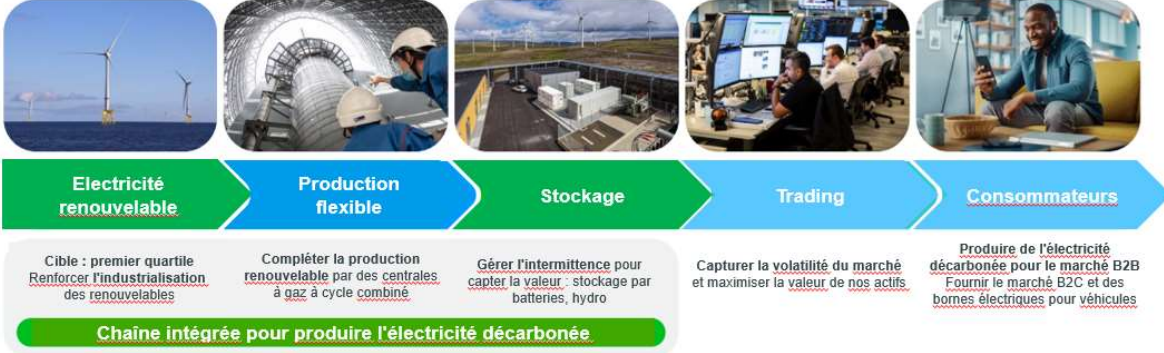 Electricité
renouvelable
Production
flexible
Stockage
Trading
Consommateurs
Cible : premier quartile
Renforcer l'industrialisation
des renouvelables
Compléter la production
renouvelable par des centrales
à gaz à cycle combiné
Gérer l'intermittence pour
capter la valeur : stockage par
batteries, hydro
Capturer la volatilité du marché
et maximiser la valeur de nos actifs
Produire de l'électricité
décarbonée pour le marché B2B
Fournir le marché B2C et des
bornes électriques pour véhicules
Chaîne intégrée pour produire l'électricité décarbonée